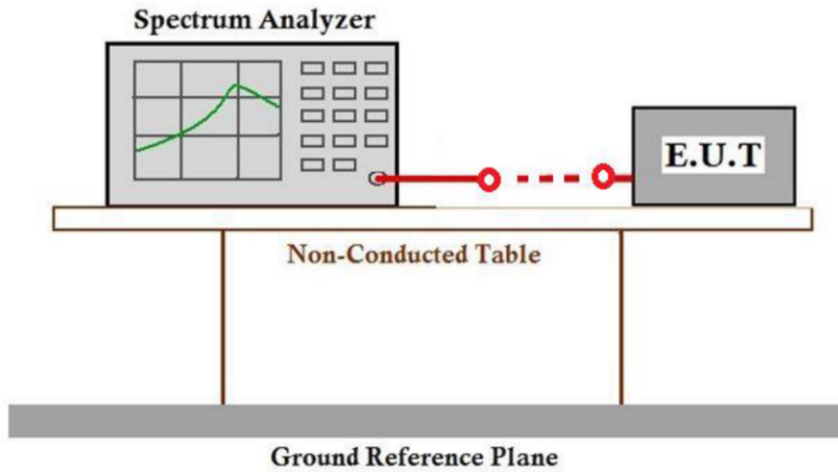 Spectrum Analyzer
E.U.T
Non-Conducted Table
Ground Reference Plane